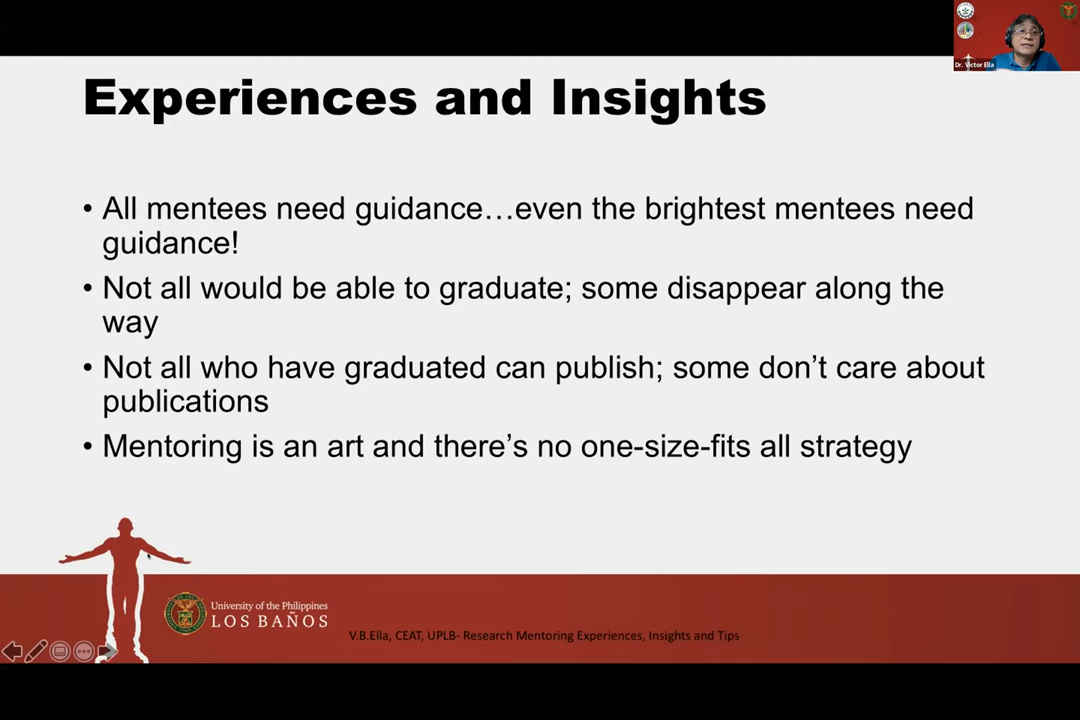 Dr. Victor Ella
Experiences and Insights
• All mentees need guidance…even the brightest mentees need
guidance!
• Not all would be able to graduate; some disappear along the
way
• Not all who have graduated can publish; some don’t care about
publications
• Mentoring is an art and there’s no one-size-fits all strategy
University of the Philippines
LOS BAÑOS
V.B.Ella, CEAT, UPLB- Research Mentoring Experiences, Insights and Tips